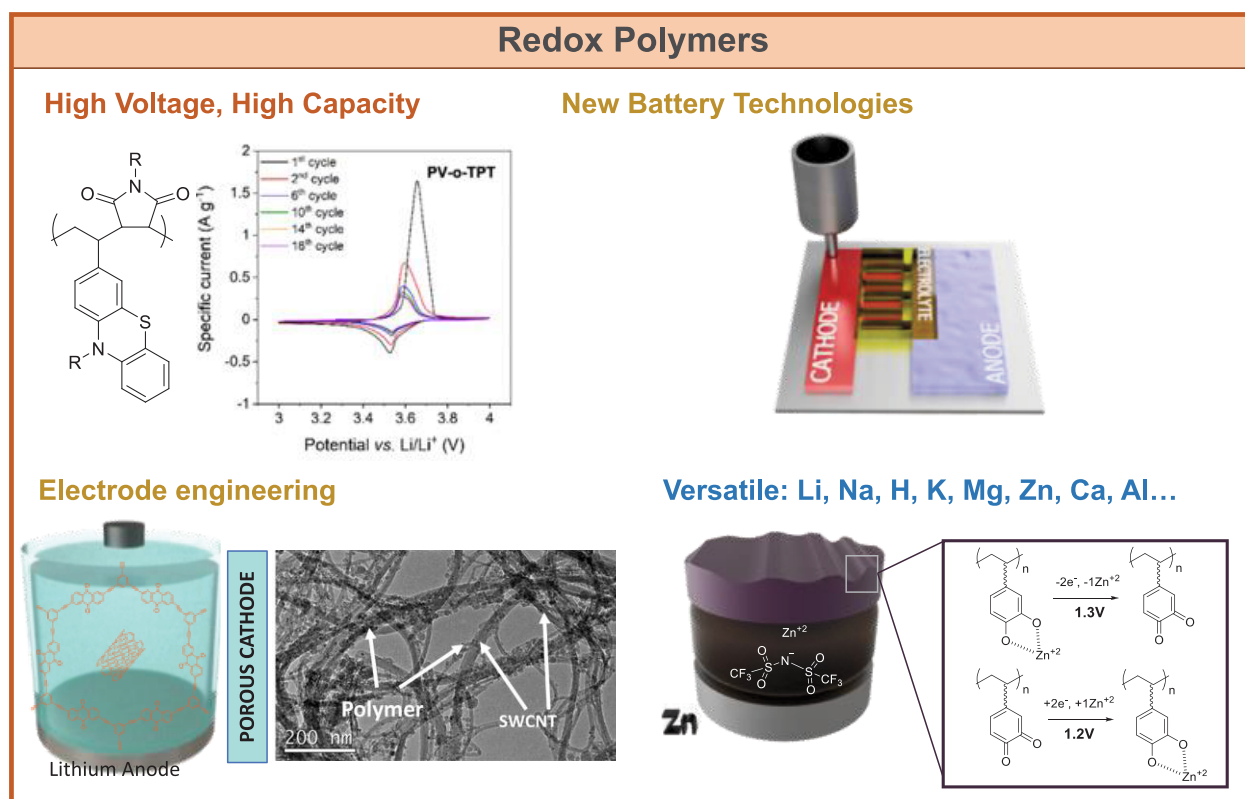 Redox Polymers
High Voltage, High Capacity
R
N
O
O
S
N
R
2
1.5
1
0.5
0
-0.5
-1
Specific current (A g⁻¹)
1ˢᵗ cycle
2ⁿᵈ cycle
6ᵗʰ cycle
10ᵗʰ cycle
14ᵗʰ cycle
18ᵗʰ cycle
PV-o-TPT
3
3.2
3.4
3.6
3.8
4
Potential vs. Li/Li⁺ (V)
New Battery Technologies
CATHODE
ELECTROLYTE
ANODE
Electrode engineering
Lithium Anode
POROUS CATHODE
Polymer
SWCNT
200 nm
Versatile: Li, Na, H, K, Mg, Zn, Ca, Al…
Zn⁺²
O
O
N⁻
S
S
CF₃
CF₃
O
O
Zn
n
O
O
Zn⁺²
-2e⁻, -1Zn⁺²
1.3V
n
O
O
n
O
O
+2e⁻, +1Zn⁺²
1.2V
n
O
O
Zn⁺²